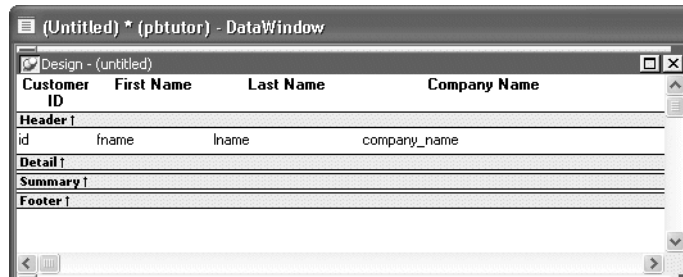 (Untitled) * (pbtutor) - DataWindow
Design - (untitled)
Customer ID First Name Last Name Company Name
Header ↑
id fname lname company_name
Detail ↑
Summary ↑
Footer ↑